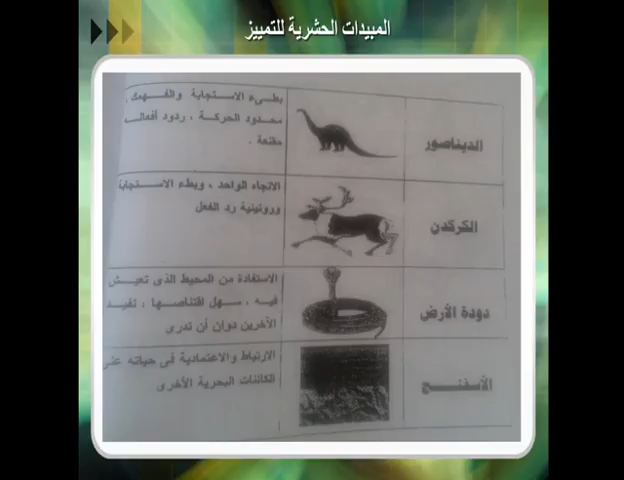 المبيدات الحشرية للتمييز
الديناصور
بطىء الاستجابة والفهم ،
محدود الحركة ، ردود أفعاله
مقنعة .
الكركدن
الاتجاه الواحد ، وبطء الاستجابة
وروتينية رد الفعل
دودة الأرض
الاستفادة من المحيط الذى تعيش
فيه ، سهل اقتناصها ، تفيد
الآخرين دوان أن تدرى
الأسفنج
الارتباط والاعتمادية فى حياته على
الكائنات البحرية الأخرى